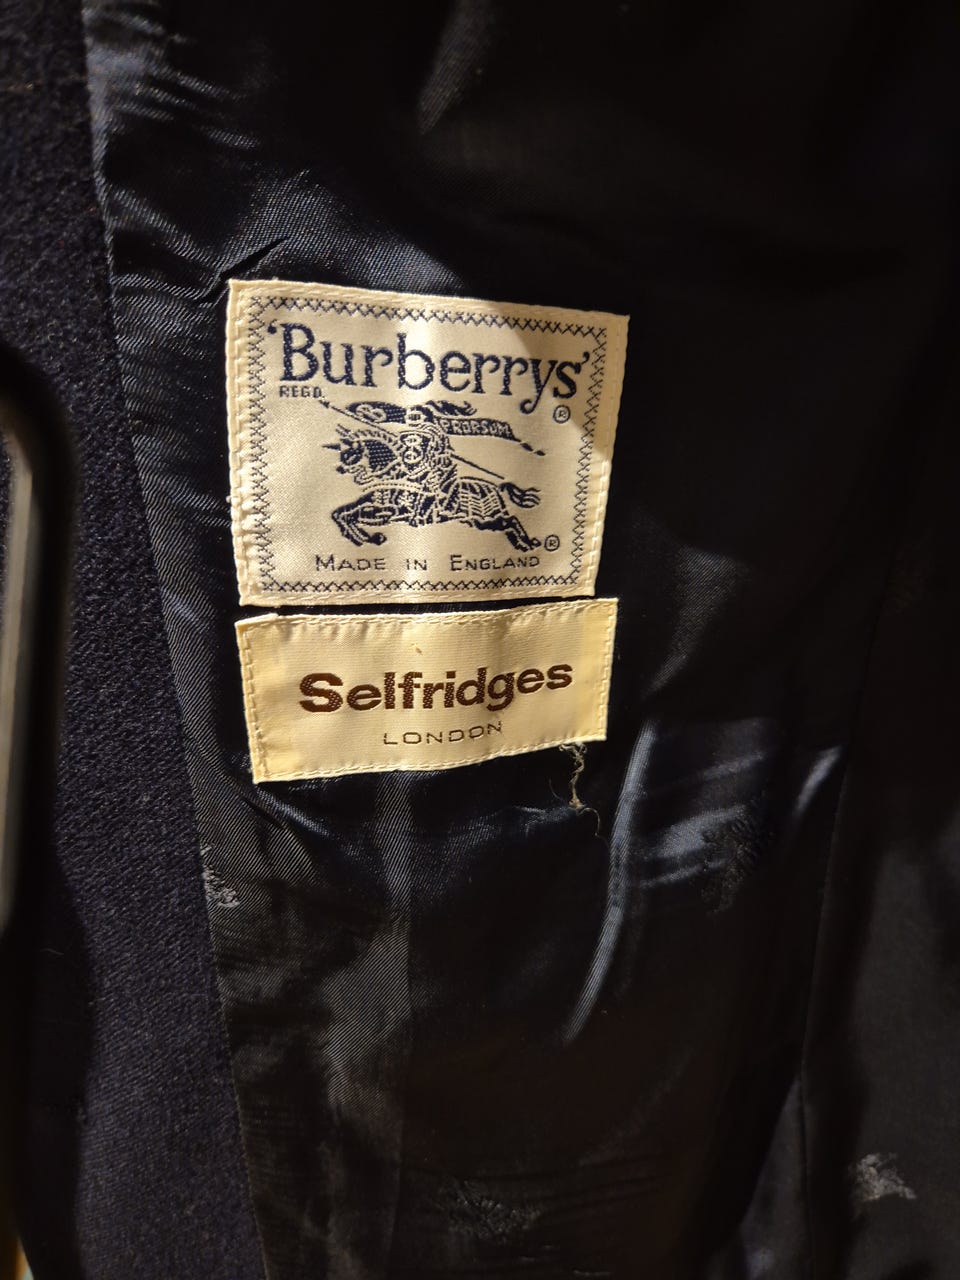 'Burberrys'
REGD.
®
PRORSUM
®
MADE IN ENGLAND
Selfridges
LONDON